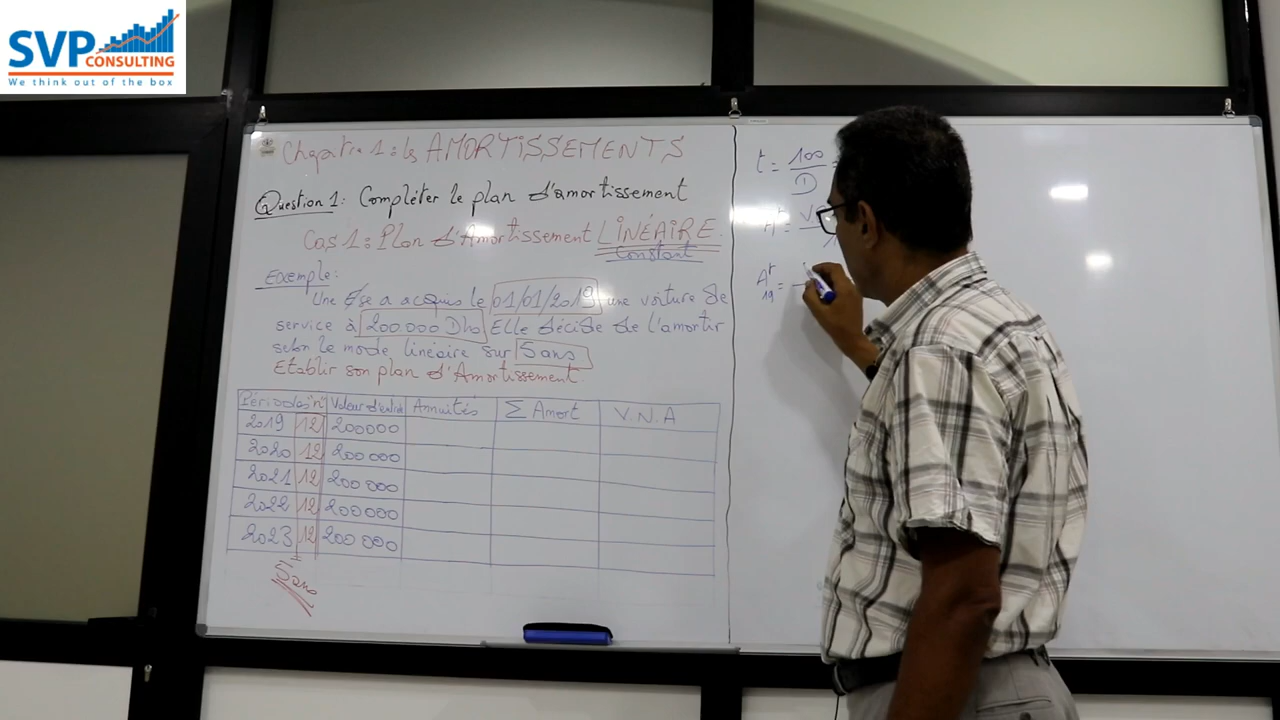 SVP
CONSULTING
We think out of the box
Chapitre 1 : les AMORTISSEMENTS
Question 1 : Compléter le plan d'amortissement
Cas 1 : Plan d'Amortissement LINÉAIRE
Constant
Exemple :
Une Ese a acquis le 01/01/2019 une voiture de
service à 200 000 Dhs Elle décide de l'amortir
selon le mode linéaire sur 5 ans
Etablir son plan d'Amortissement.
Périodes "n" Valeur d'entrée Annuités Σ Amort V.N.A
2019 12 200000
2020 12 200 000
2021 12 200 000
2022 12 200000
2023 12 200 000
5 ans
t = 100
D
A =
A 19 =